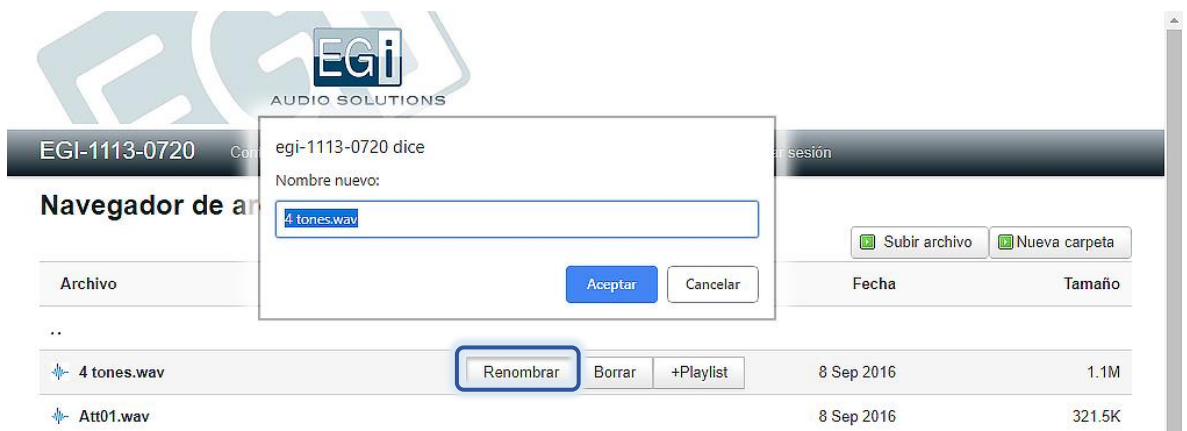 EGi
AUDIO SOLUTIONS
egi-1113-0720 dice
EGI-1113-0720 sesión
Nombre nuevo:
Navegador de
4 tones.wav
Subir archivo Nueva carpeta
Aceptar Cancelar
Archivo Fecha Tamaño
..
4 tones.wav Renombrar Borrar +Playlist 8 Sep 2016 1.1M
Att01.wav 8 Sep 2016 321.5K